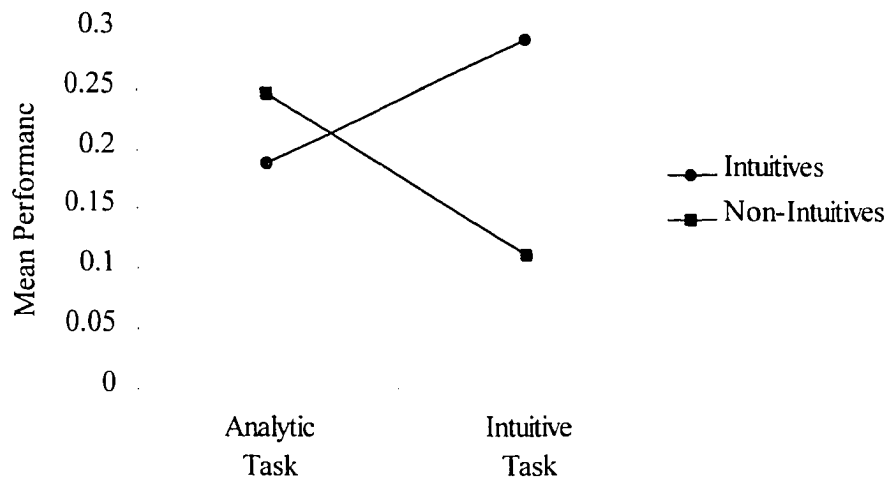 0.3
0.25
0.2
0.15
0.1
0.05
0
Mean Performanc
Analytic
Task
Intuitive
Task
Intuitives
Non-Intuitives